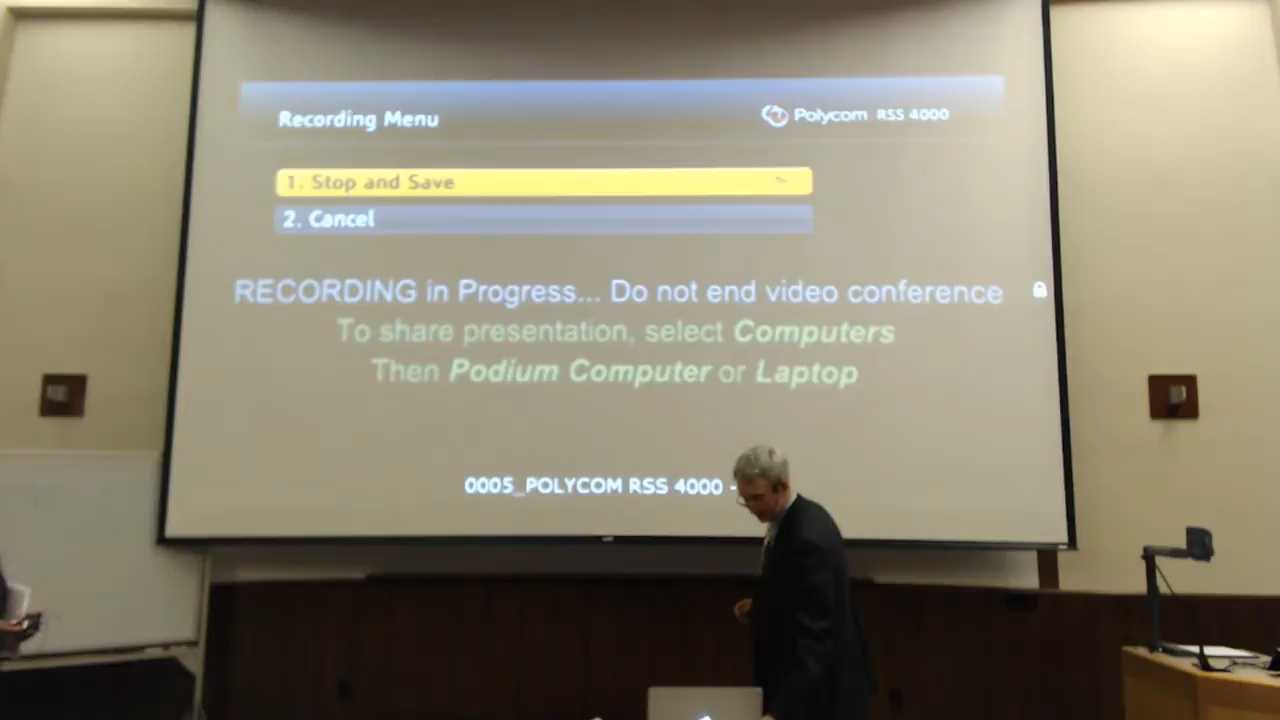 Recording Menu
Polycom RSS 4000
1. Stop and Save
2. Cancel
RECORDING in Progress... Do not end video conference
To share presentation, select Computers
Then Podium Computer or Laptop
0005_POLYCOM RSS 4000 -